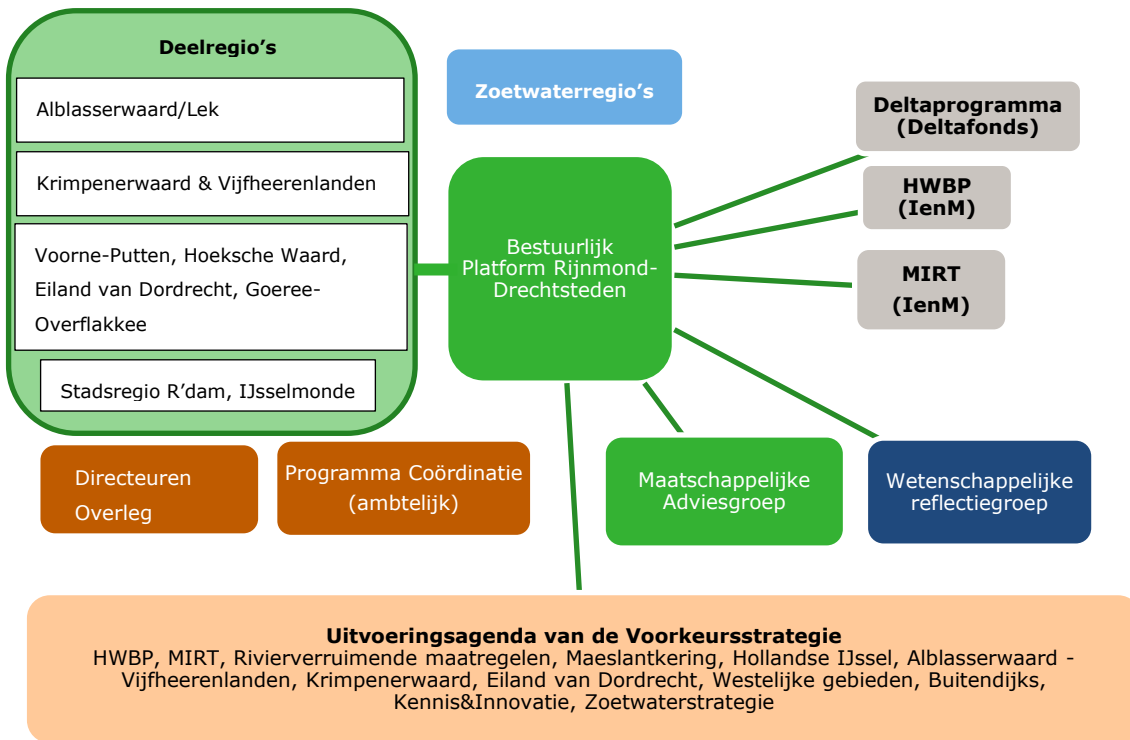 Deelregio's
Alblasserwaard/Lek
Krimpenerwaard & Vijfheerenlanden
Voorne-Putten, Hoeksche Waard,
Eiland van Dordrecht, Goeree-
Overflakkee
Stadsregio R'dam, IJsselmonde
Zoetwaterregio's
Bestuurlijk
Platform Rijnmond-
Drechtsteden
Deltaprogramma
(Deltafonds)
HWBP
(IenM)
MIRT
(IenM)
Directeuren
Overleg
Programma Coördinatie
(ambtelijk)
Maatschappelijke
Adviesgroep
Wetenschappelijke
reflectiegroep
Uitvoeringsagenda van de Voorkeursstrategie
HWBP, MIRT, Rivierverruimende maatregelen, Maeslantkering, Hollandse IJssel, Alblasserwaard -
Vijfheerenlanden, Krimpenerwaard, Eiland van Dordrecht, Westelijke gebieden, Buitendijks,
Kennis&Innovatie, Zoetwaterstrategie